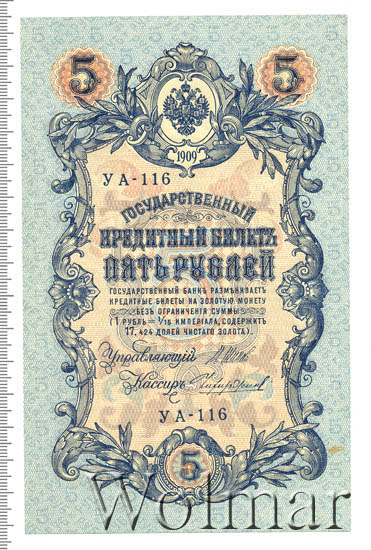 5 5
1909
УА-116
ГОСУДАРСТВЕННЫЙ
КРЕДИТНЫЙ БИЛЕТЪ
ПЯТЬ РУБЛЕЙ
ГОСУДАРСТВЕННЫЙ БАНКЪ РАЗМѢНИВАЕТЪ
КРЕДИТНЫЕ БИЛЕТЫ НА ЗОЛОТУЮ МОНЕТУ
БЕЗЪ ОГРАНИЧЕНІЯ СУММЫ
(1 РУБЛЬ = 1/15 ИМПЕРІАЛА, СОДЕРЖИТЪ
17,424 ДОЛЕЙ ЧИСТАГО ЗОЛОТА)
Управляющій
Кассиръ
УА-116
5
Wolmar